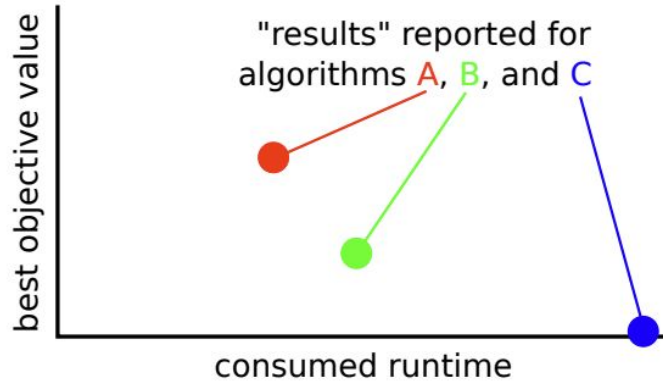 "results" reported for
algorithms A, B, and C
best objective value
consumed runtime